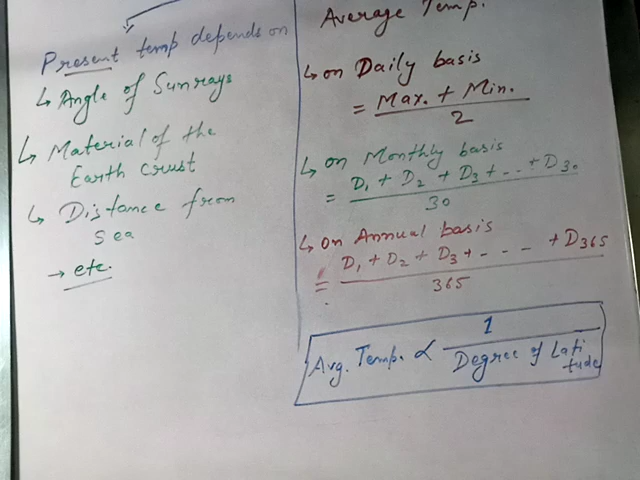 Present temp depends on
↳ Angle of Sunrays
↳ Material of the
Earth crust
↳ Distance from
Sea
→ etc.
Average Temp.
↳ on Daily basis
= Max. + Min.
2
↳ on Monthly basis
= D1 + D2 + D3 + -- + D30
30
↳ on Annual basis
= D1 + D2 + D3 + - - - + D365
365
Avg. Temp. ∝ 1
Degree of Lati
tude